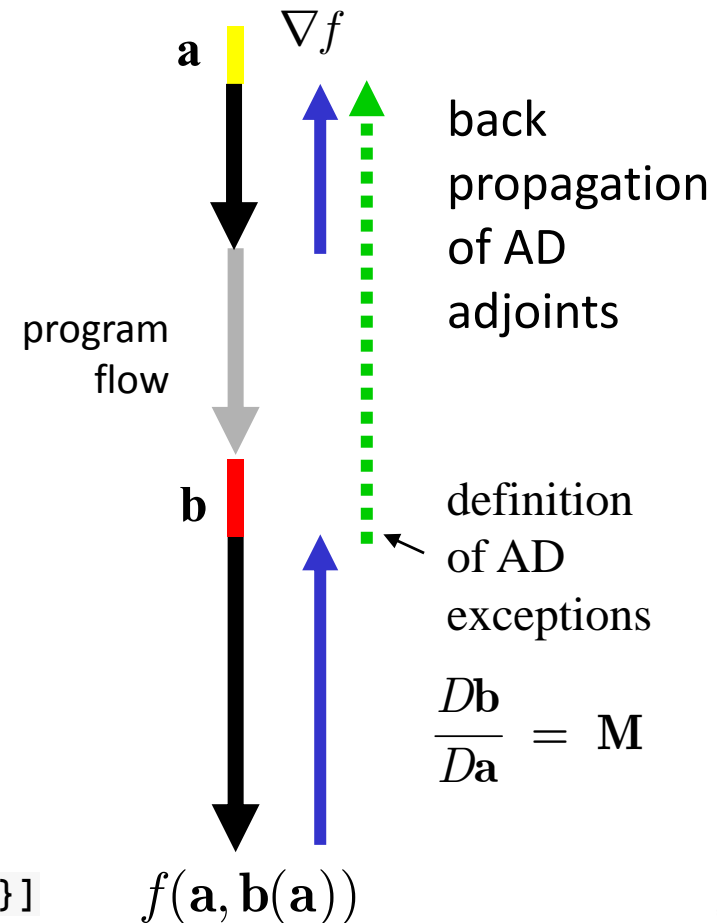 ∇f
a
back
propagation
of AD
adjoints
program
flow
b
definition
of AD
exceptions
Db
Da
= M
}]
f(a, b(a))